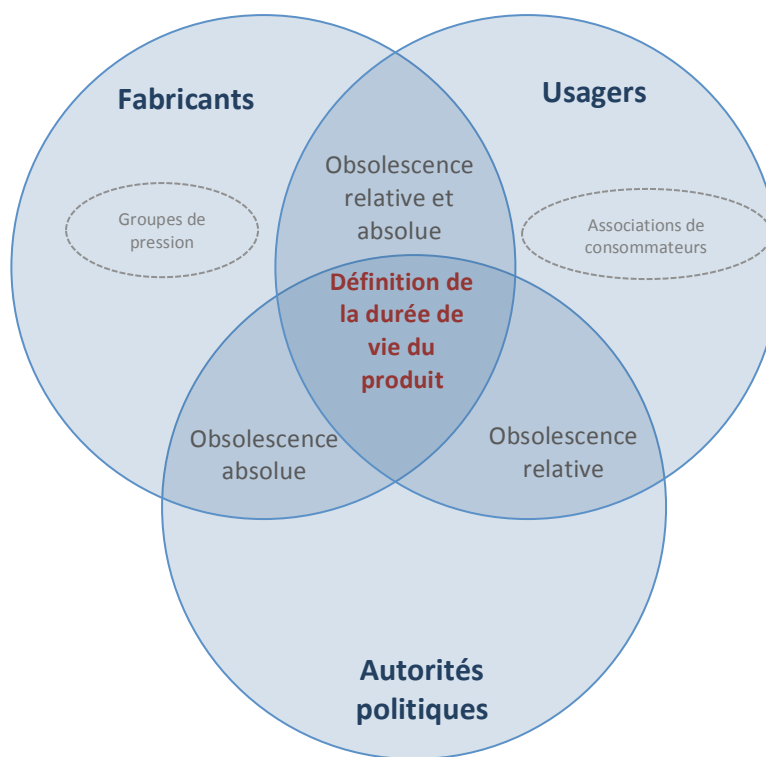 Fabricants
Usagers
Obsolescence
relative et
absolue
Groupes de
pression
Associations de
consommateurs
Définition de
la durée de
vie du
produit
Obsolescence
absolue
Obsolescence
relative
Autorités
politiques